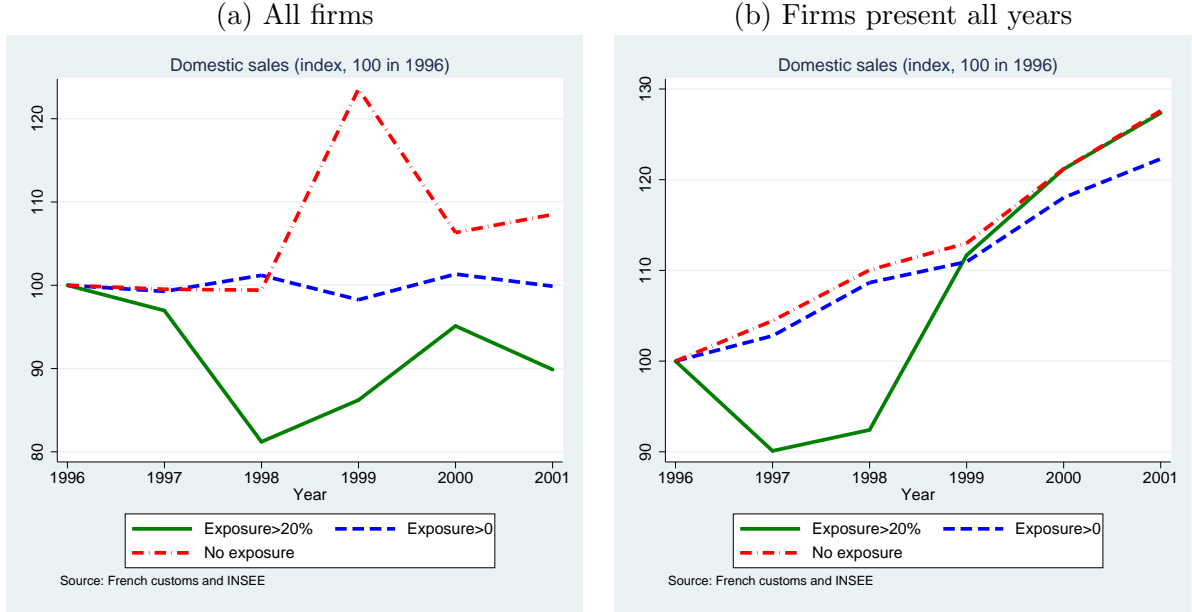 (a) All firms
Domestic sales (index, 100 in 1996)
120
110
100
90
80
1996 1997 1998 1999 2000 2001
Year
Exposure>20% Exposure>0
No exposure
Source: French customs and INSEE
(b) Firms present all years
Domestic sales (index, 100 in 1996)
130
120
110
100
90
1996 1997 1998 1999 2000 2001
Year
Exposure>20% Exposure>0
No exposure
Source: French customs and INSEE